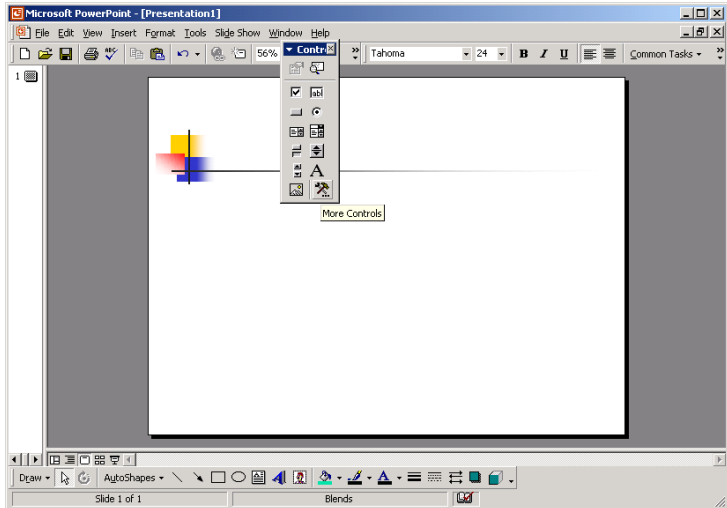 Microsoft PowerPoint - [Presentation1]
File Edit View Insert Format Tools Slide Show Window Help
56% Tahoma 24 B I U Common Tasks
Contr
abl
A
More Controls
1
Draw AutoShapes A A
Slide 1 of 1 Blends